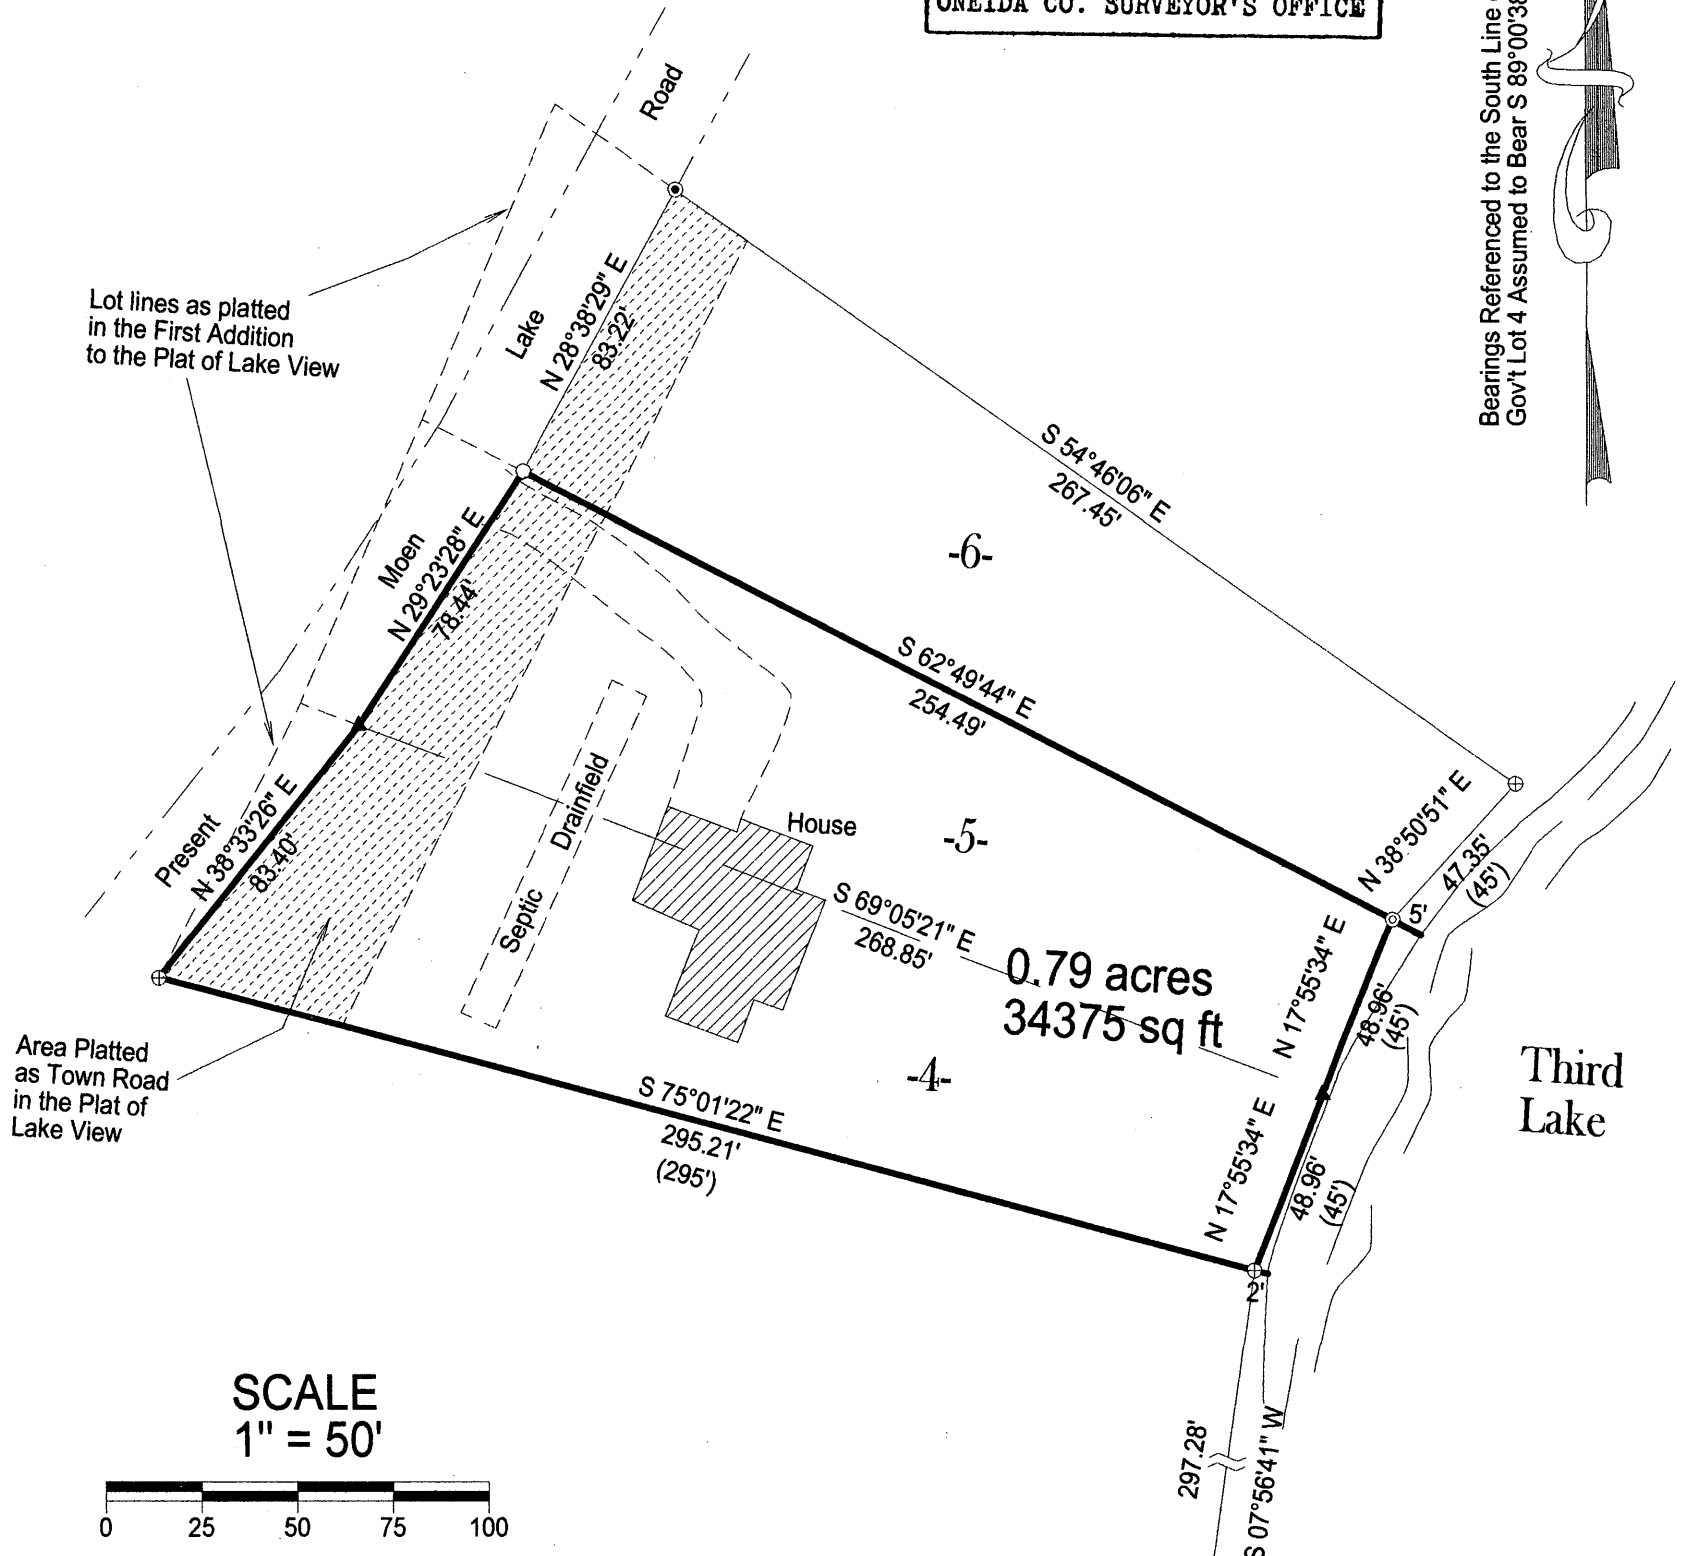 ONEIDA CO. SURVEYOR'S OFFICE
Bearings Referenced to the South Line
Gov't Lot 4 Assumed to Bear S 89°00'38
Road
Lake
N 28°38'29" E
83.22'
Lot lines as platted
in the First Addition
to the Plat of Lake View
S 54°46'06" E
267.45'
-6-
Moen
N 29°23'28" E
78.44'
S 62°49'44" E
254.49'
Present
N 38°33'26" E
83.40'
Septic Drainfield
House
-5-
N 38°50'51" E
47.35'
(45')
5'
S 69°05'21" E
268.85'
0.79 acres
34375 sq ft
N 17°55'34" E
48.96'
(45')
Area Platted
as Town Road
in the Plat of
Lake View
-4-
Third
Lake
S 75°01'22" E
295.21'
(295')
N 17°55'34" E
48.96'
(45')
2'
SCALE
1" = 50'
0 25 50 75 100
297.28'
S 07°56'41" W